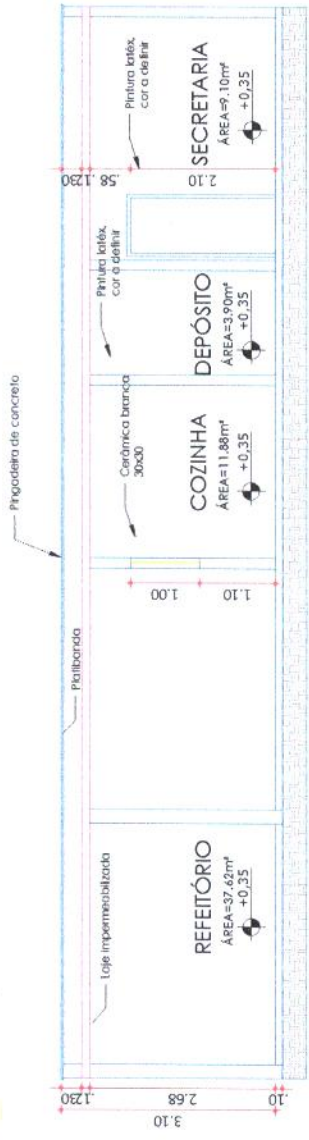 Pingadeira de concreto
Platibanda
Laje impermeabilizada
Cerâmica branca
30x30
Pintura latéx,
cor a definir
Pintura latéx,
cor a definir
REFEITÓRIO
ÁREA=37.62m²
+0,35
COZINHA
ÁREA=11.88m²
+0,35
DEPÓSITO
ÁREA=3.90m²
+0,35
SECRETARIA
ÁREA=9.10m²
+0,35
3.10
.1230
2.68
.10
1.00
1.10
.1230
.58
2.10